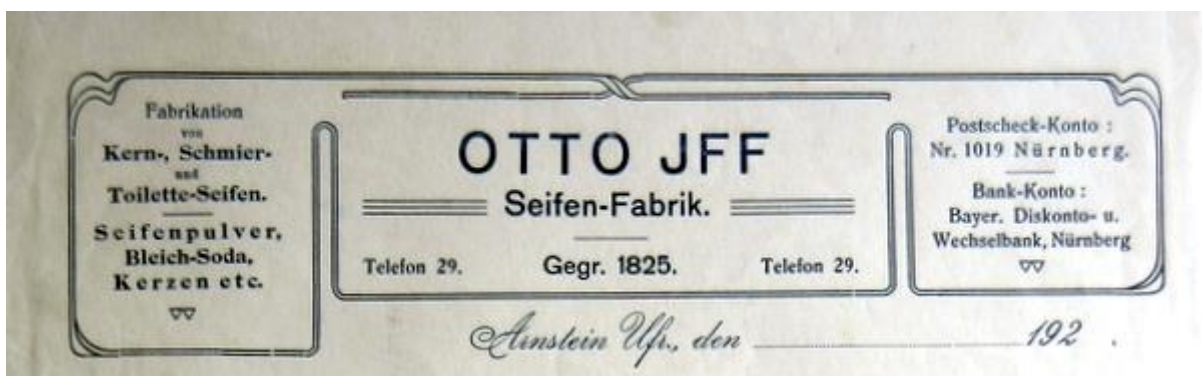 Fabrikation
von
Kern-, Schmier-
und
Toilette-Seifen.
Seifenpulver,
Bleich-Soda,
Kerzen etc.
OTTO JFF
Seifen-Fabrik.
Telefon 29. Gegr. 1825. Telefon 29.
Postscheck-Konto :
Nr. 1019 Nürnberg.
Bank-Konto :
Bayer. Diskonto- u.
Wechselbank, Nürnberg
Arnstein Ufr., den 192 .